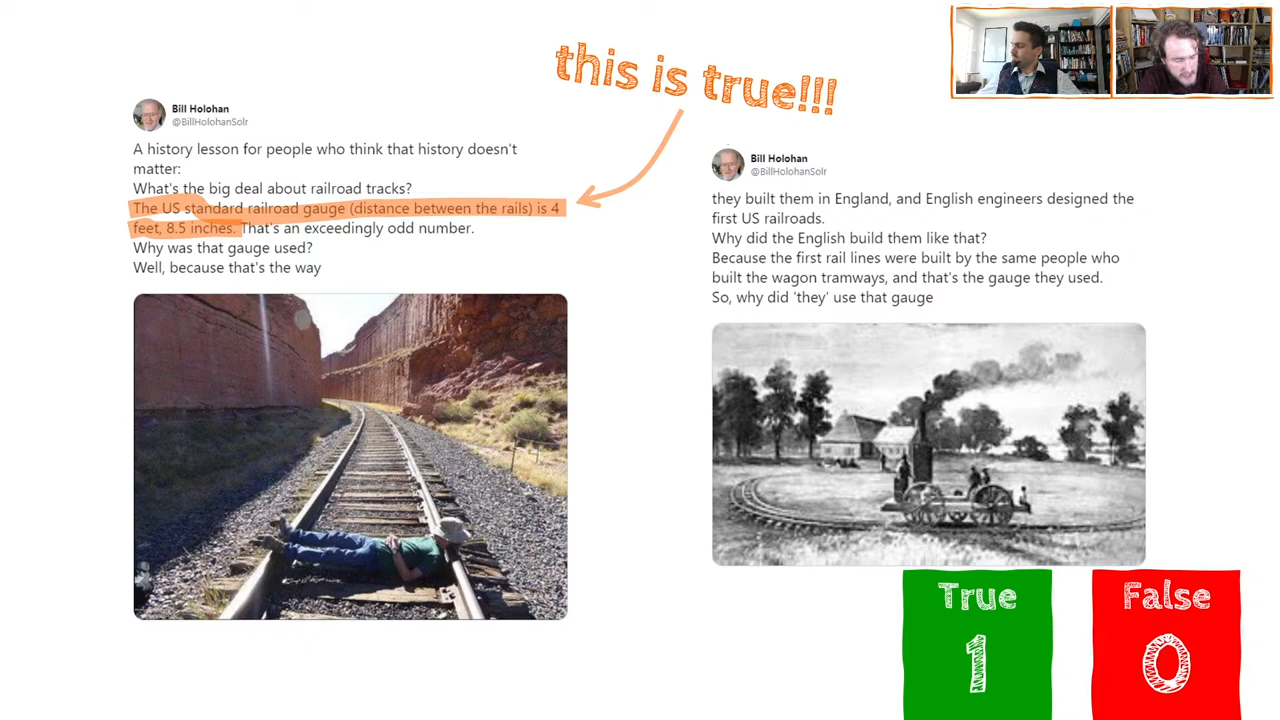 this is true!!!
Bill Holohan
@BillHolohanSolr
A history lesson for people who think that history doesn't
matter:
What's the big deal about railroad tracks?
The US standard railroad gauge (distance between the rails) is 4
feet, 8.5 inches. That's an exceedingly odd number.
Why was that gauge used?
Well, because that's the way
Bill Holohan
@BillHolohanSolr
they built them in England, and English engineers designed the
first US railroads.
Why did the English build them like that?
Because the first rail lines were built by the same people who
built the wagon tramways, and that's the gauge they used.
So, why did 'they' use that gauge
True
1
False
0